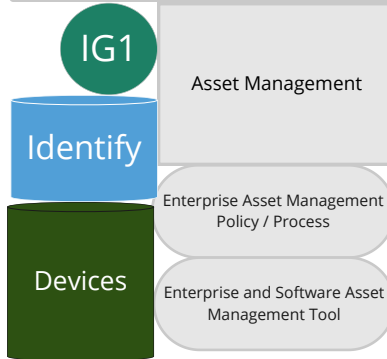 IG1
Asset Management
Identify
Enterprise Asset Management
Policy / Process
Devices
Enterprise and Software Asset
Management Tool